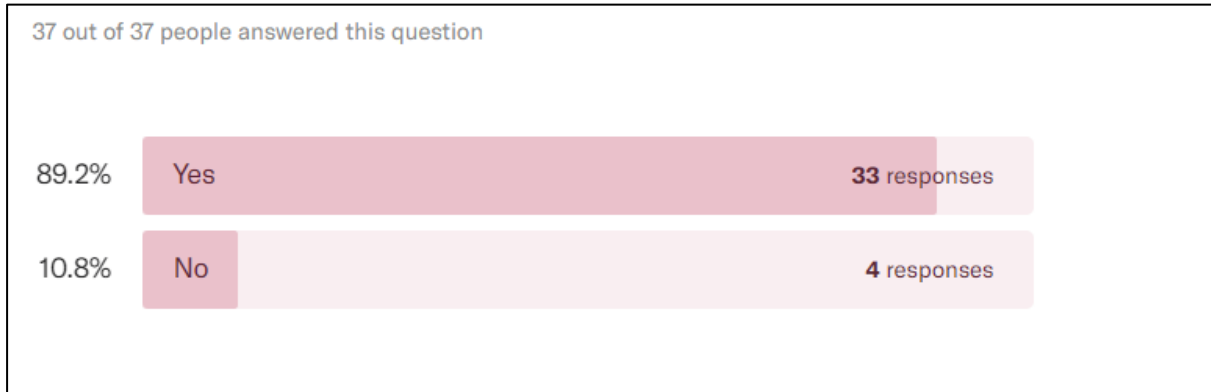 37 out of 37 people answered this question
89.2% Yes 33 responses
10.8% No 4 responses